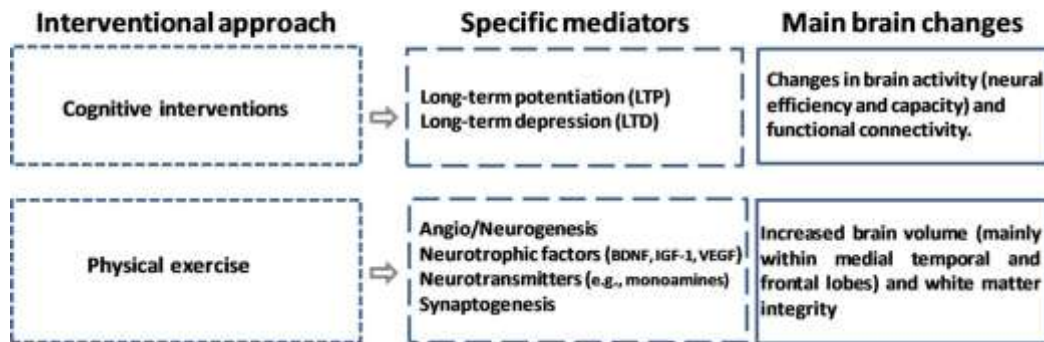 Interventional approach
Specific mediators
Main brain changes
Cognitive interventions
Long-term potentiation (LTP)
Long-term depression (LTD)
Changes in brain activity (neural
efficiency and capacity) and
functional connectivity.
Physical exercise
Angio/Neurogenesis
Neurotrophic factors (BDNF, IGF-1, VEGF)
Neurotransmitters (e.g., monoamines)
Synaptogenesis
Increased brain volume (mainly
within medial temporal and
frontal lobes) and white matter
integrity